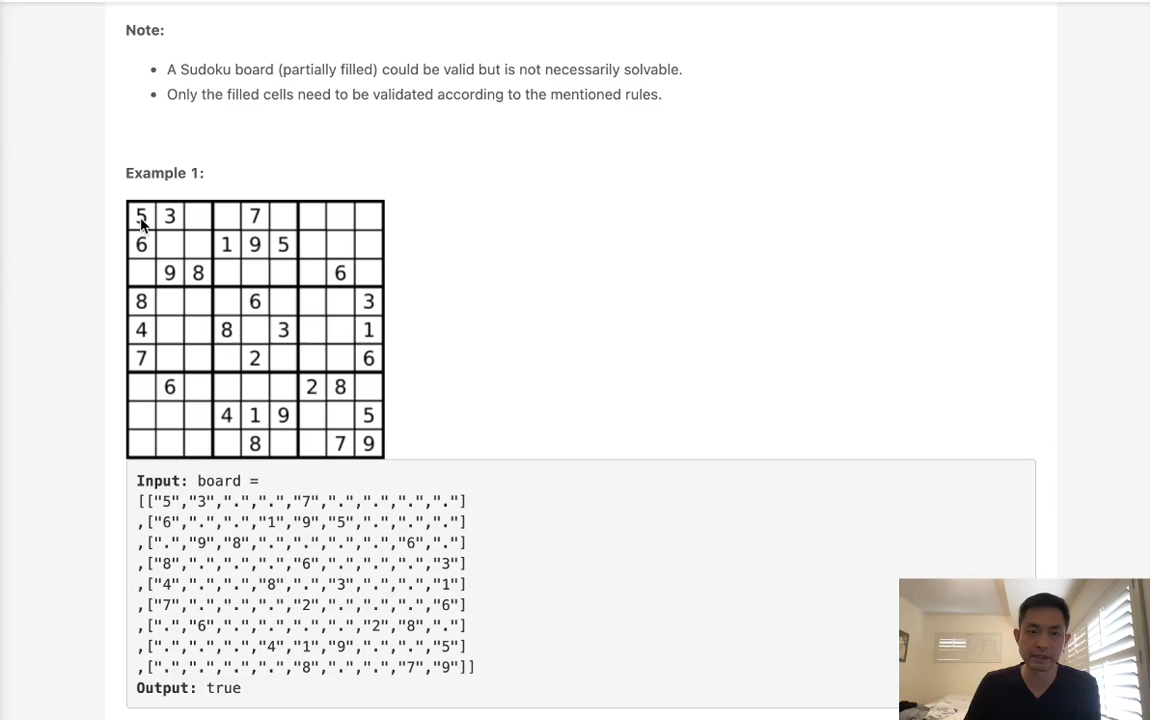 Note:
• A Sudoku board (partially filled) could be valid but is not necessarily solvable.
• Only the filled cells need to be validated according to the mentioned rules.
Example 1:
5 3 7
6 1 9 5
9 8 6
8 6 3
4 8 3 1
7 2 6
6 2 8
4 1 9 5
8 7 9
Input: board =
[["5","3",".",".","7",".",".",".","."]
,["6",".",".","1","9","5",".",".","."]
,[".","9","8",".",".",".",".","6","."]
,["8",".",".",".","6",".",".",".","3"]
,["4",".",".","8",".","3",".",".","1"]
,["7",".",".",".","2",".",".",".","6"]
,[".","6",".",".",".",".","2","8","."]
,[".",".",".","4","1","9",".",".","5"]
,[".",".",".",".","8",".",".","7","9"]]
Output: true